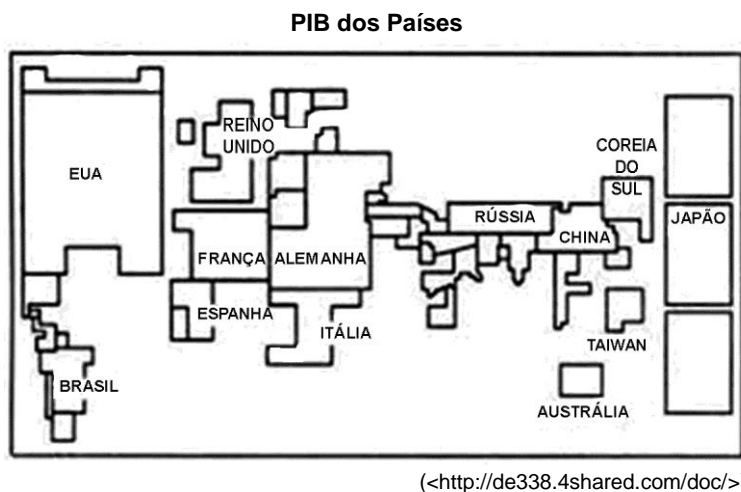 PIB dos Países
REINO
UNIDO
EUA
COREIA
DO
SUL
JAPÃO
RÚSSIA
CHINA
FRANÇA
ALEMANHA
ESPANHA
ITÁLIA
TAIWAN
BRASIL
AUSTRÁLIA
(<http://de338.4shared.com/doc/>